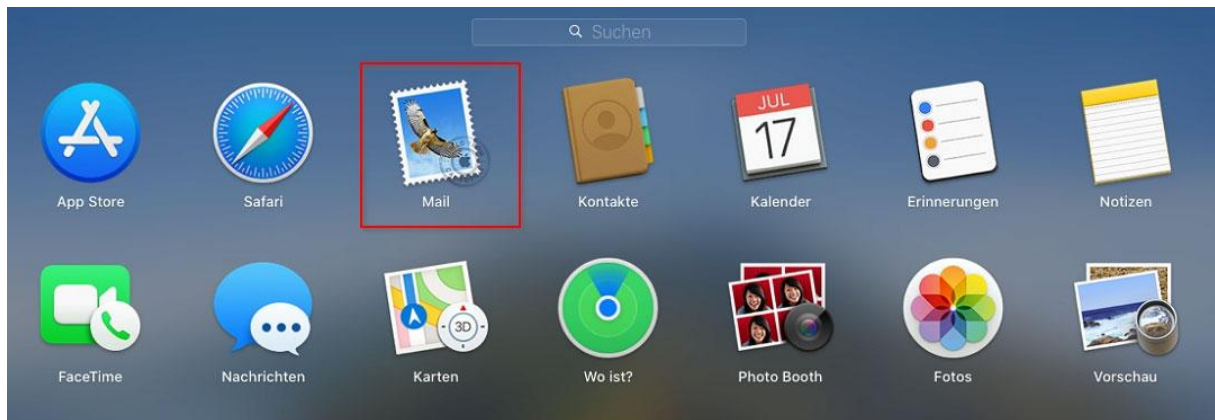 Suchen
App Store
Safari
Mail
Kontakte
JUL
17
Kalender
Erinnerungen
Notizen
FaceTime
Nachrichten
3D
Karten
Wo ist?
Photo Booth
Fotos
Vorschau